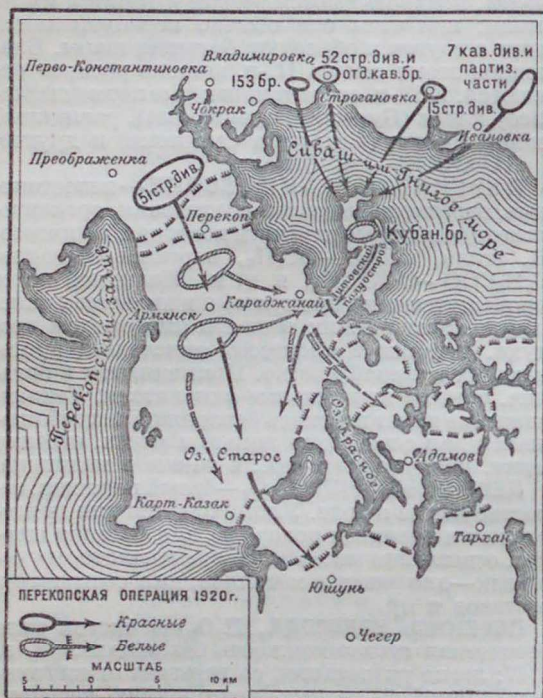 Владимировка
52 стр. див. и
отд. кав. бр.
7 кав. див. и
партиз.
части
Перво-Константиновка
153 бр.
Чокрак
Строгановка
15 стр. див.
Ивановка
Преображенка
Сиваш или Гнилое море
51 стр. див.
Перекоп
Кубан. бр.
Литовский
полуостров
Перекопский залив
Армянск
Караджанай
Оз. Старое
Оз. Красное
Адамов
Карт-Казак
Тархан
Юшунь
Чегер
ПЕРЕКОПСКАЯ ОПЕРАЦИЯ 1920 г.
Красные
Белые
МАСШТАБ
5 0 5 10 км